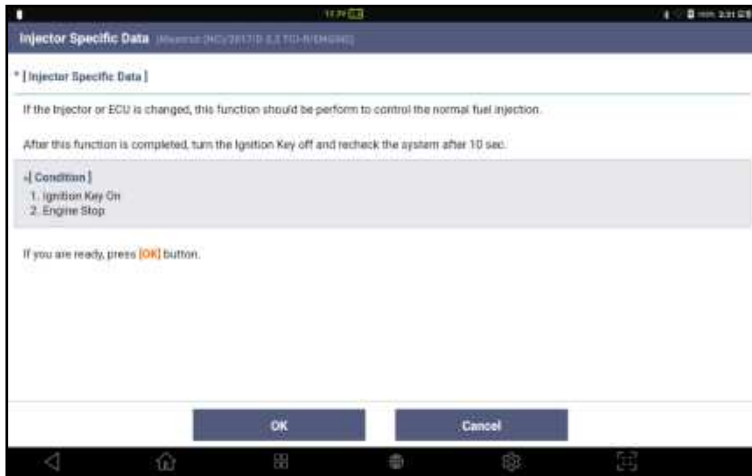 Injector Specific Data
* [ Injector Specific Data ]
If the Injector or ECU is changed, this function should be perform to control the normal fuel injection.
After this function is completed, turn the Ignition Key off and recheck the system after 10 sec.
[ Condition ]
1. Ignition Key On
2. Engine Stop
If you are ready, press [OK] button.
OK
Cancel